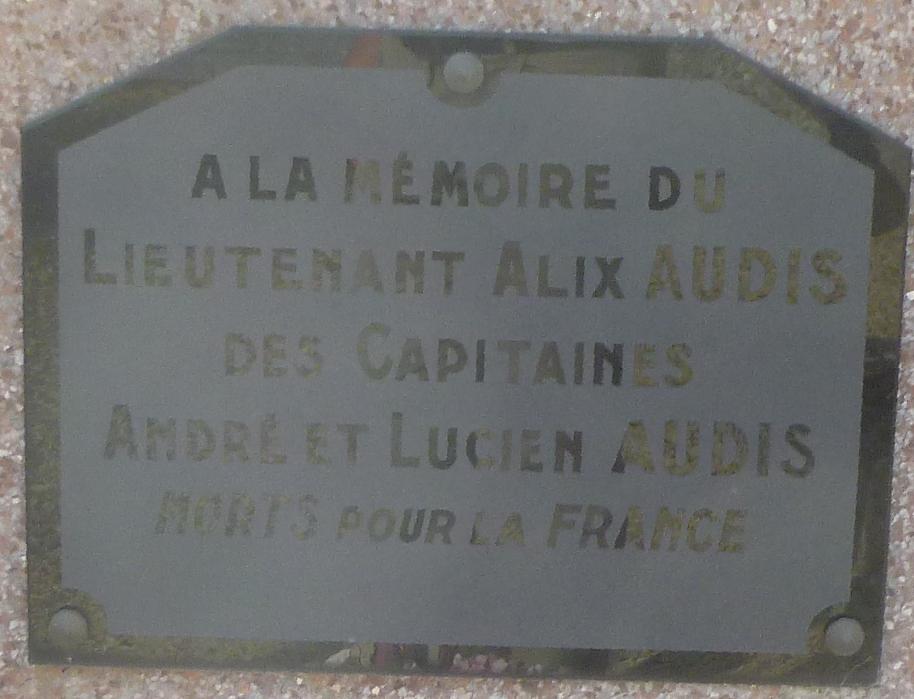 A LA MÉMOIRE DU
LIEUTENANT ALIX AUDIS
DES CAPITAINES
ANDRÉ ET LUCIEN AUDIS
MORTS POUR LA FRANCE